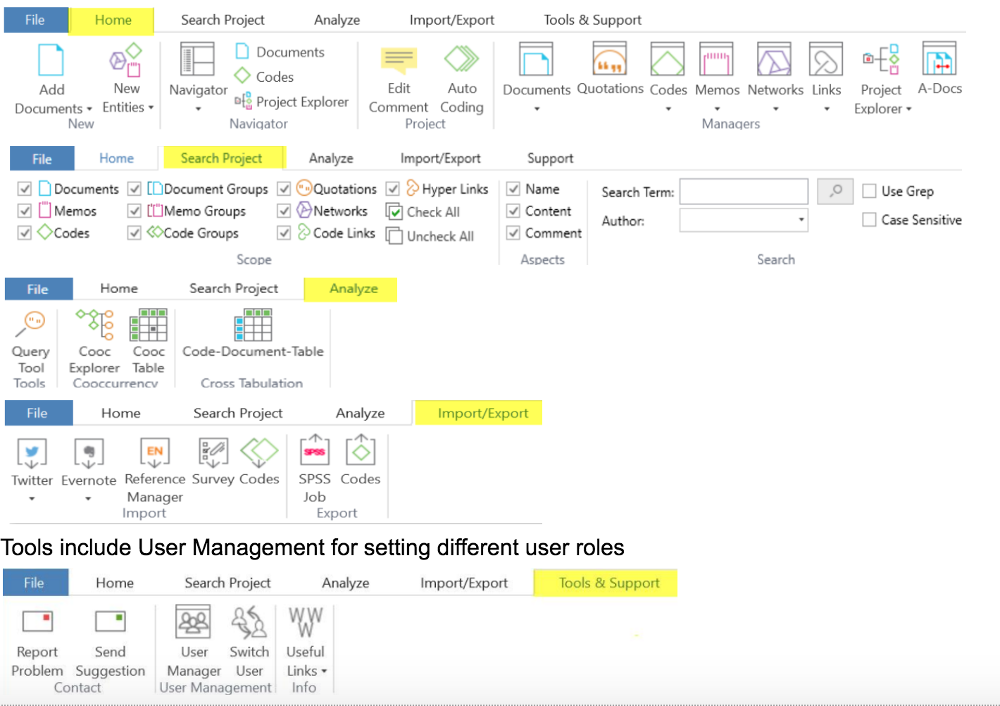 File Home Search Project Analyze Import/Export Tools & Support
Documents
Codes
Project Explorer
Add Documents
New Entities
Navigator
Edit Comment
Auto Coding
Documents
Quotations
Codes
Memos
Networks
Links
Project Explorer
A-Docs
New Navigator Project Managers
File Home Search Project Analyze Import/Export Support
Documents Document Groups Quotations Hyper Links Name Search Term: Use Grep
Memos Memo Groups Networks Check All Content Author: Case Sensitive
Codes Code Groups Code Links Uncheck All Comment
Scope Aspects Search
File Home Search Project Analyze
Query Tool
Cooc Explorer
Cooc Table
Code-Document-Table
Tools Cooccurrency Cross Tabulation
File Home Search Project Analyze Import/Export
EN SPSS
Twitter Evernote Reference Manager Survey Codes SPSS Job Codes
Import Export
Tools include User Management for setting different user roles
File Home Search Project Analyze Import/Export Tools & Support
WWW
Report Problem
Send Suggestion
User Manager
Switch User
Useful Links
Contact User Management Info